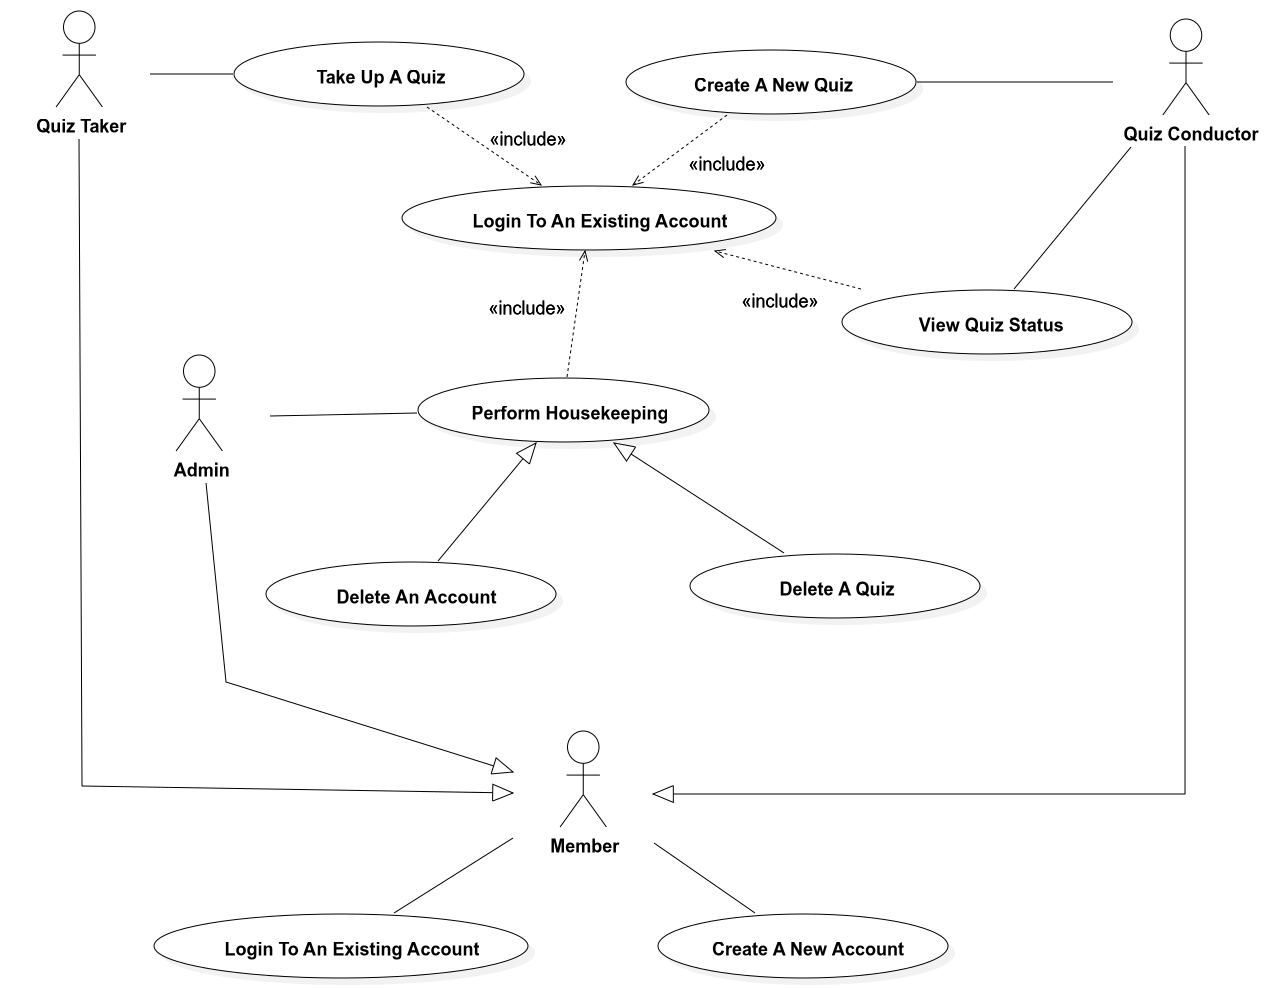 Take Up A Quiz
Create A New Quiz
Quiz Taker
Quiz Conductor
«include»
«include»
Login To An Existing Account
«include»
«include»
View Quiz Status
Perform Housekeeping
Admin
Delete An Account
Delete A Quiz
Member
Login To An Existing Account
Create A New Account